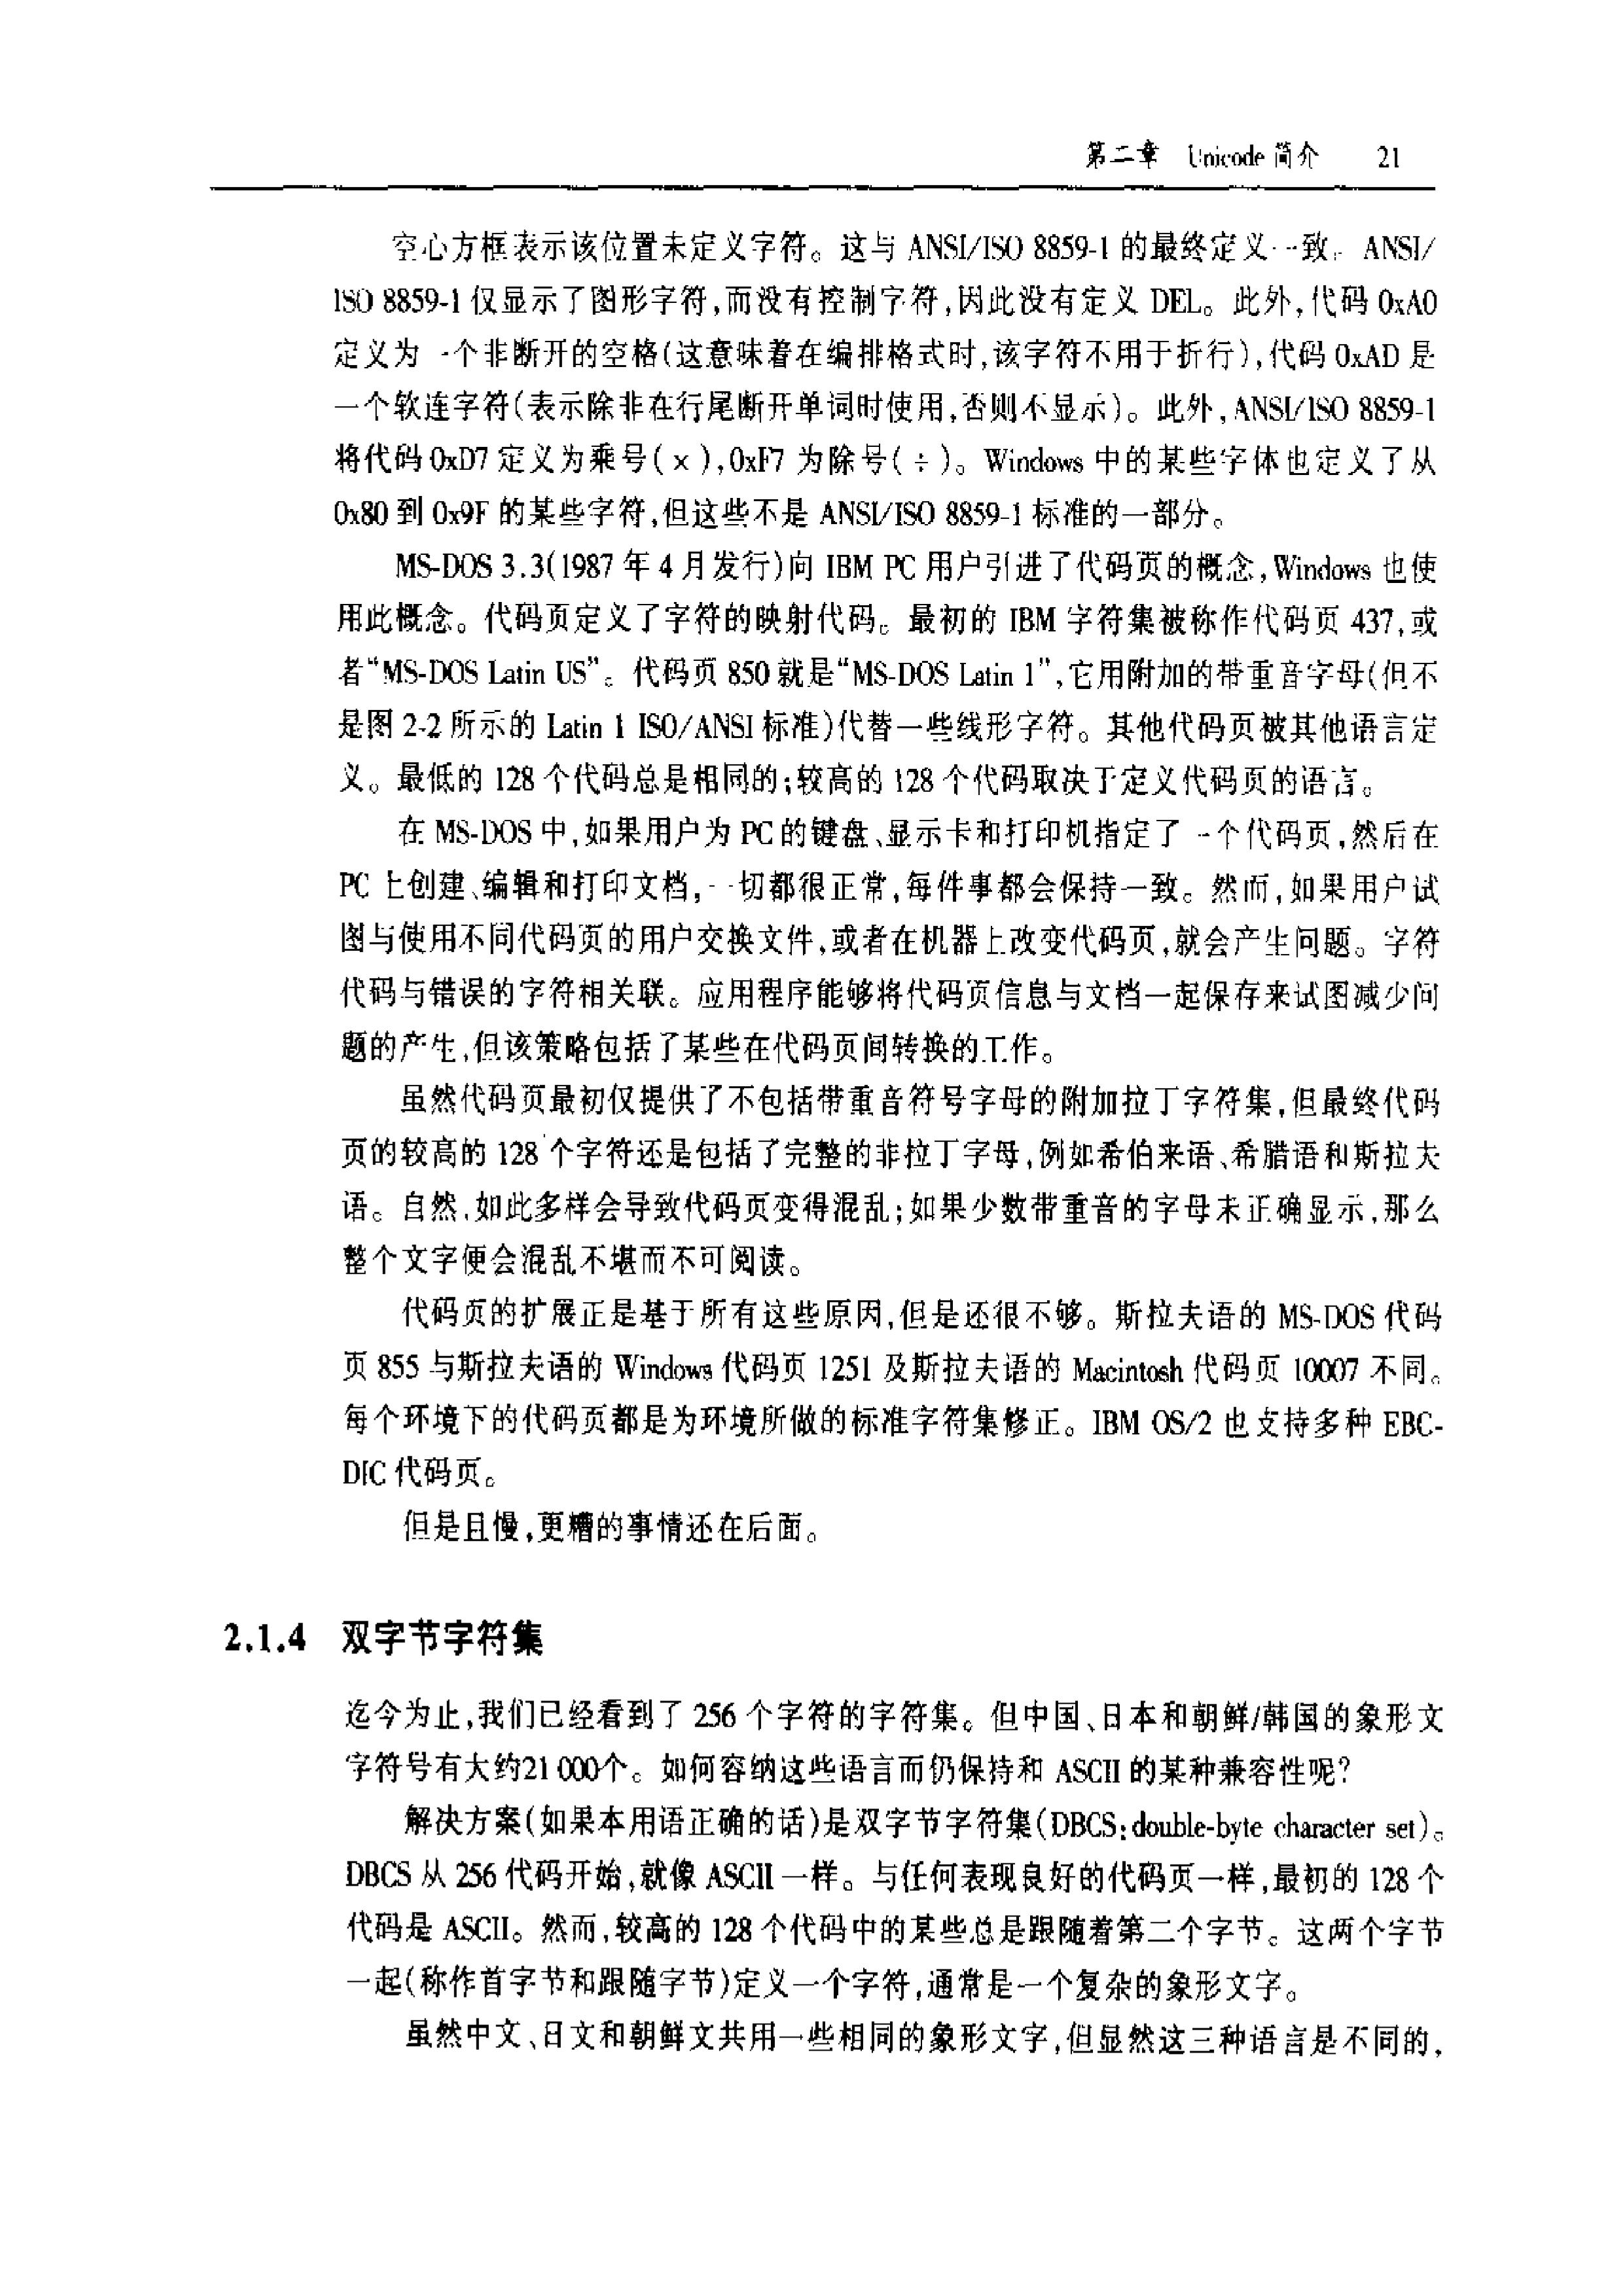 第二章 Unicode 简介 21
空心方框表示该位置未定义字符。这与 ANSI/ISO 8859-1 的最终定义一致。ANSI/
ISO 8859-1 仅显示了图形字符,而没有控制字符,因此没有定义 DEL。此外,代码 0xA0
定义为一个非断开的空格(这意味着在编排格式时,该字符不用于折行),代码 0xAD 是
一个软连字符(表示除非在行尾断开单词时使用,否则不显示)。此外,ANSI/ISO 8859-1
将代码 0xD7 定义为乘号(×),0xF7 为除号(÷)。Windows 中的某些字体也定义了从
0x80 到 0x9F 的某些字符,但这些不是 ANSI/ISO 8859-1 标准的一部分。
MS-DOS 3.3(1987 年 4 月发行)向 IBM PC 用户引进了代码页的概念,Windows 也使
用此概念。代码页定义了字符的映射代码。最初的 IBM 字符集被称作代码页 437,或
者“MS-DOS Latin US”。代码页 850 就是“MS-DOS Latin 1”,它用附加的带重音字母(但不
是图 2-2 所示的 Latin 1 ISO/ANSI 标准)代替一些线形字符。其他代码页被其他语言定
义。最低的 128 个代码总是相同的;较高的 128 个代码取决于定义代码页的语言。
在 MS-DOS 中,如果用户为 PC 的键盘、显示卡和打印机指定了一个代码页,然后在
PC 上创建、编辑和打印文档,一切都很正常,每件事都会保持一致。然而,如果用户试
图与使用不同代码页的用户交换文件,或者在机器上改变代码页,就会产生问题。字符
代码与错误的字符相关联。应用程序能够将代码页信息与文档一起保存来试图减少问
题的产生,但该策略包括了某些在代码页间转换的工作。
虽然代码页最初仅提供了不包括带重音符号字母的附加拉丁字符集,但最终代码
页的较高的 128 个字符还是包括了完整的非拉丁字母,例如希伯来语、希腊语和斯拉夫
语。自然,如此多样会导致代码页变得混乱;如果少数带重音的字母未正确显示,那么
整个文字便会混乱不堪而不可阅读。
代码页的扩展正是基于所有这些原因,但是还很不够。斯拉夫语的 MS-DOS 代码
页 855 与斯拉夫语的 Windows 代码页 1251 及斯拉夫语的 Macintosh 代码页 10007 不同。
每个环境下的代码页都是为环境所做的标准字符集修正。IBM OS/2 也支持多种 EBC-
DIC 代码页。
但是且慢,更糟的事情还在后面。
2.1.4 双字节字符集
迄今为止,我们已经看到了 256 个字符的字符集。但中国、日本和朝鲜/韩国的象形文
字符号有大约21 000个。如何容纳这些语言而仍保持和 ASCII 的某种兼容性呢?
解决方案(如果本用语正确的话)是双字节字符集(DBCS:double-byte character set)。
DBCS 从 256 代码开始,就像 ASCII 一样。与任何表现良好的代码页一样,最初的 128 个
代码是 ASCII。然而,较高的 128 个代码中的某些总是跟随着第二个字节。这两个字节
一起(称作首字节和跟随字节)定义一个字符,通常是一个复杂的象形文字。
虽然中文、日文和朝鲜文共用一些相同的象形文字,但显然这三种语言是不同的,